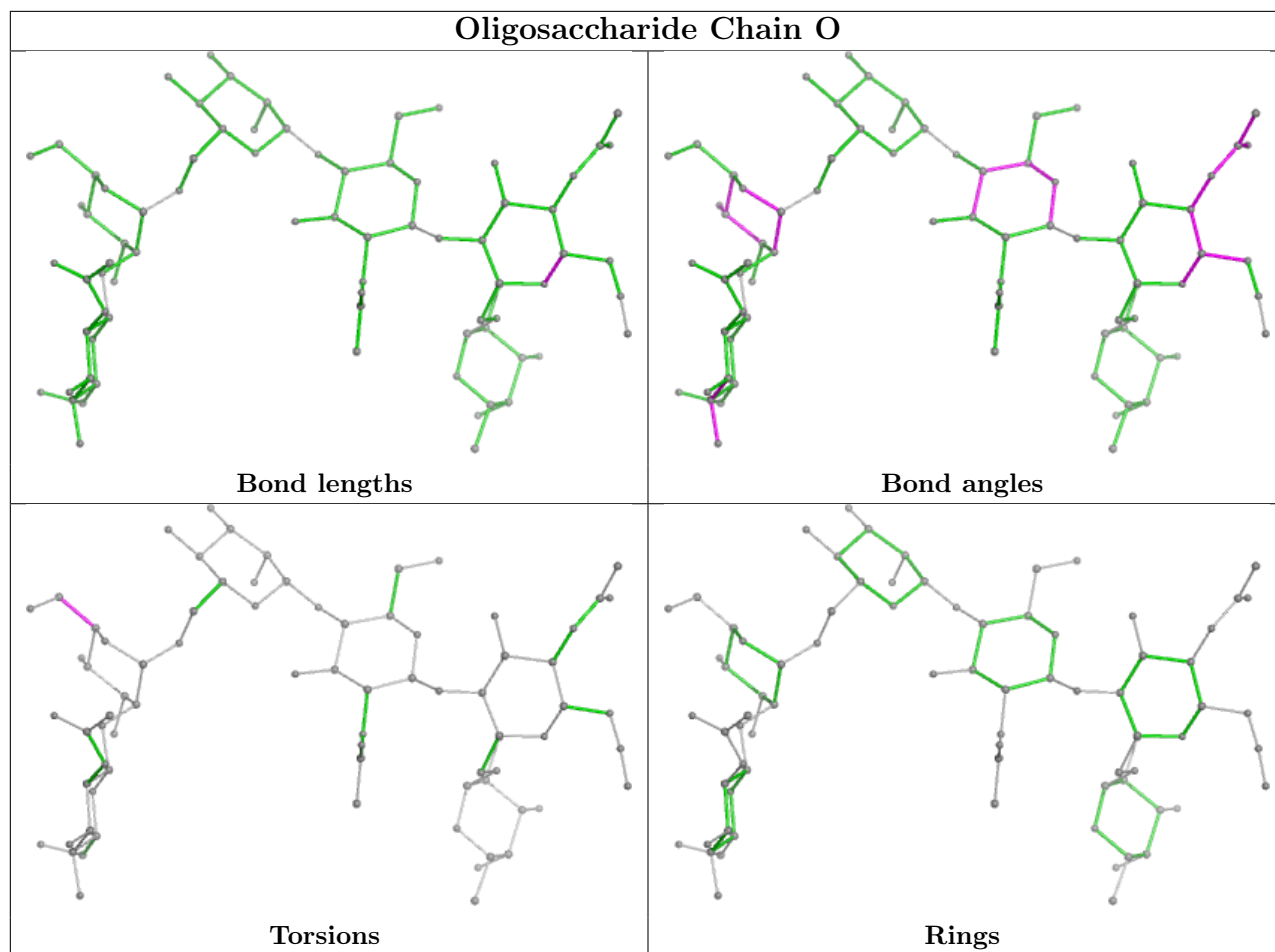 Oligosaccharide Chain O
Bond lengths
Bond angles
Torsions
Rings